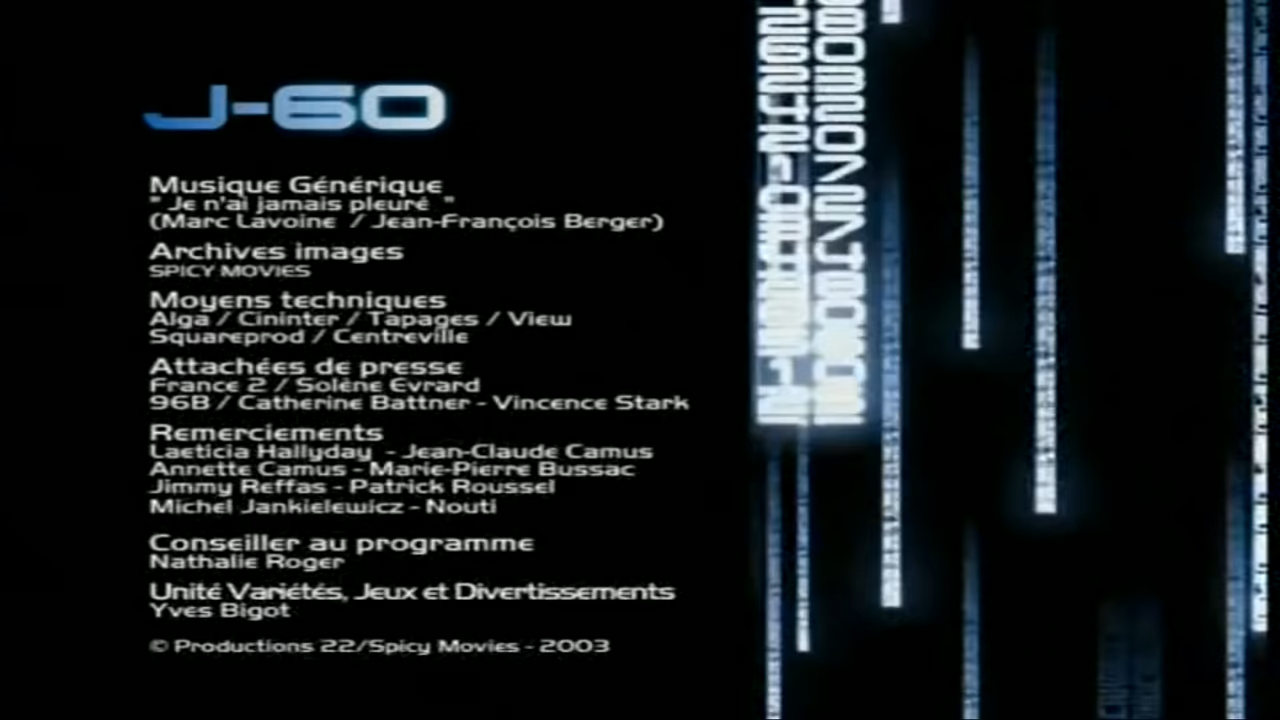 J-60
Musique Générique
" Je n'ai jamais pleuré "
(Marc Lavoine / Jean-François Berger)
Archives images
SPICY MOVIES
Moyens techniques
Alga / Cininter / Tapages / View
Squareprod / Centreville
Attachées de presse
France 2 / Solène Evrard
96B / Catherine Battner - Vincence Stark
Remerciements
Laeticia Hallyday - Jean-Claude Camus
Annette Camus - Marie-Pierre Bussac
Jimmy Reffas - Patrick Roussel
Michel Jankielewicz - Nouti
Conseiller au programme
Nathalie Roger
Unité Variétés, Jeux et Divertissements
Yves Bigot
© Productions 22/Spicy Movies - 2003